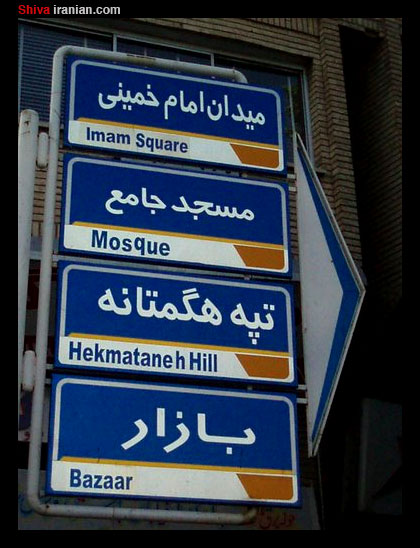 Shiva iranian.com
میدان امام خمینی
Imam Square
مسجد جامع
Mosque
تپه هگمتانه
Hekmataneh Hill
بازار
Bazaar